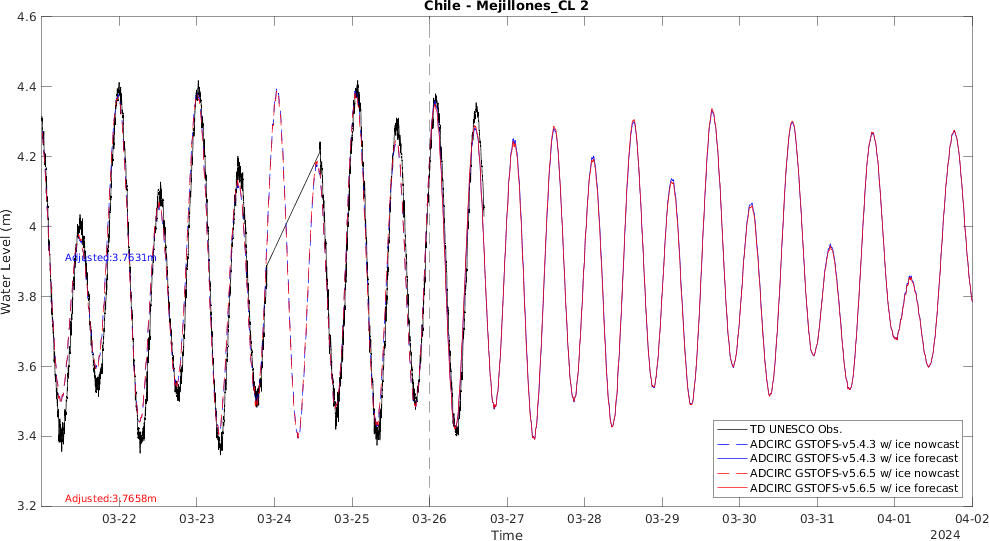 Chile - Mejillones_CL 2
4.6
4.4
4.2
4
3.8
3.6
3.4
3.2
Water Level (m)
Adjusted:3.7631m
Adjusted:3.7658m
TD UNESCO Obs.
ADCIRC GSTOFS-v5.4.3 w/ ice nowcast
ADCIRC GSTOFS-v5.4.3 w/ ice forecast
ADCIRC GSTOFS-v5.6.5 w/ ice nowcast
ADCIRC GSTOFS-v5.6.5 w/ ice forecast
03-22 03-23 03-24 03-25 03-26 03-27 03-28 03-29 03-30 03-31 04-01 04-02
Time
2024